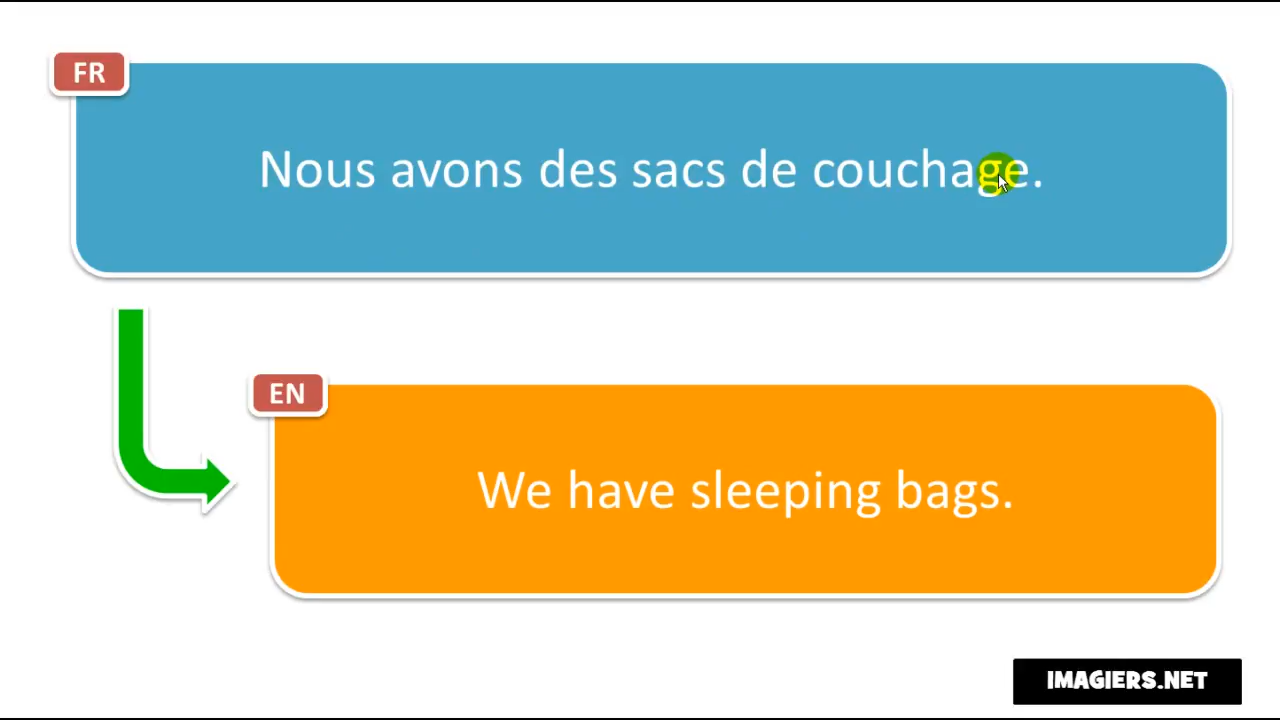 FR
Nous avons des sacs de couchage.
EN
We have sleeping bags.
IMAGIERS.NET